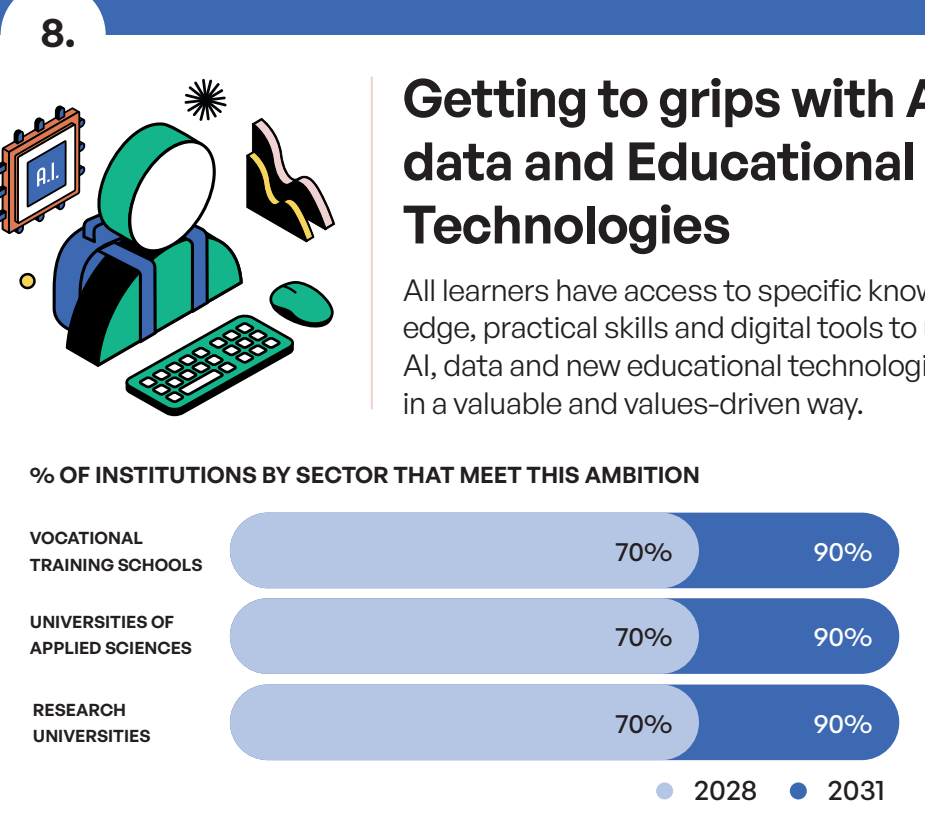 8.
A.I.
Getting to grips with A
data and Educational
Technologies
All learners have access to specific know
edge, practical skills and digital tools to
AI, data and new educational technologi
in a valuable and values-driven way.
% OF INSTITUTIONS BY SECTOR THAT MEET THIS AMBITION
VOCATIONAL
TRAINING SCHOOLS
70% 90%
UNIVERSITIES OF
APPLIED SCIENCES
70% 90%
RESEARCH
UNIVERSITIES
70% 90%
2028 2031